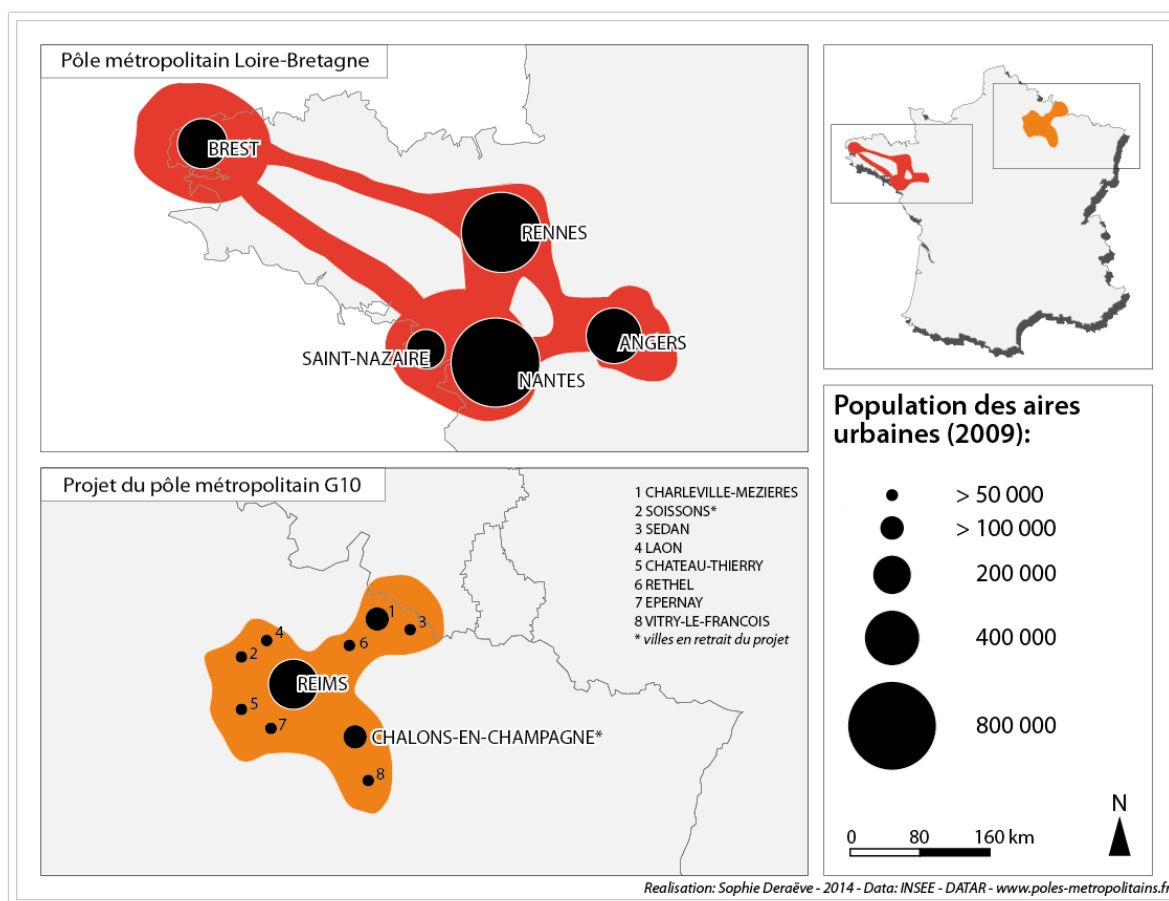 Pôle métropolitain Loire-Bretagne
BREST
RENNES
SAINT-NAZAIRE
ANGERS
NANTES
Projet du pôle métropolitain G10
1 CHARLEVILLE-MEZIERES
2 SOISSONS*
3 SEDAN
4 LAON
5 CHATEAU-THIERRY
6 RETHEL
7 EPERNAY
8 VITRY-LE-FRANCOIS
* villes en retrait du projet
1
3
4
6
2
REIMS
5
7
CHALONS-EN-CHAMPAGNE*
8
Population des aires
urbaines (2009):
> 50 000
> 100 000
200 000
400 000
800 000
N
0 80 160 km
Realisation: Sophie Deraëve - 2014 - Data: INSEE - DATAR - www.poles-metropolitains.fr